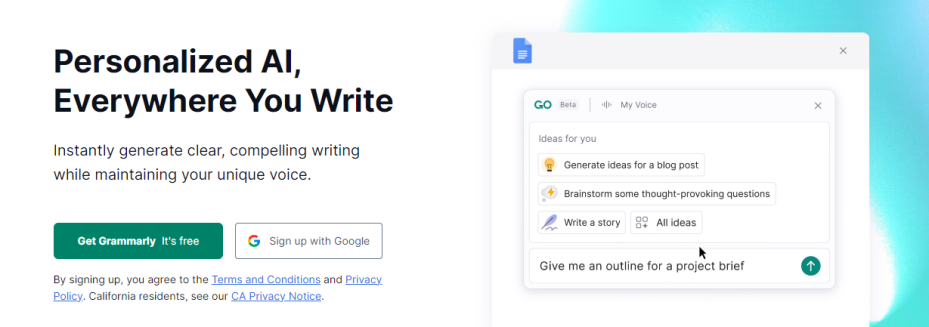 Personalized AI,
Everywhere You Write
Instantly generate clear, compelling writing
while maintaining your unique voice.
Get Grammarly It's free
Sign up with Google
By signing up, you agree to the Terms and Conditions and Privacy
Policy. California residents, see our CA Privacy Notice.
GO Beta My Voice
Ideas for you
Generate ideas for a blog post
Brainstorm some thought-provoking questions
Write a story All ideas
Give me an outline for a project brief